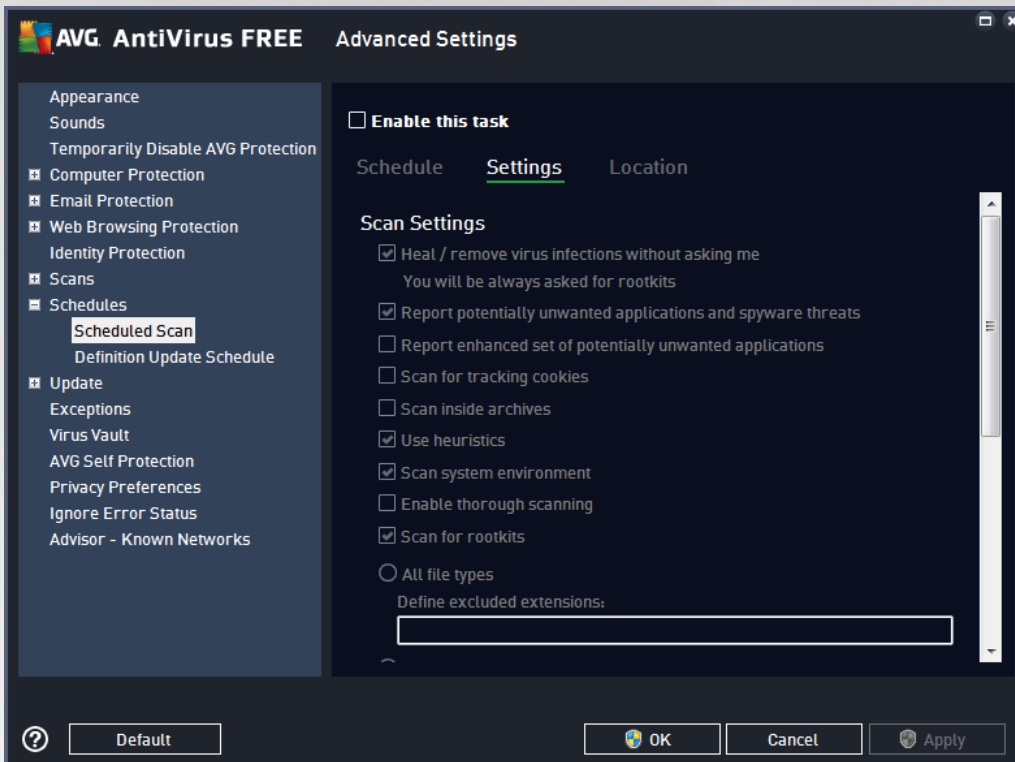 AVG. AntiVirus FREE Advanced Settings
Appearance
Sounds
Temporarily Disable AVG Protection
Computer Protection
Email Protection
Web Browsing Protection
Identity Protection
Scans
Schedules
Scheduled Scan
Definition Update Schedule
Update
Exceptions
Virus Vault
AVG Self Protection
Privacy Preferences
Ignore Error Status
Advisor - Known Networks
Enable this task
Schedule Settings Location
Scan Settings
Heal / remove virus infections without asking me
You will be always asked for rootkits
Report potentially unwanted applications and spyware threats
Report enhanced set of potentially unwanted applications
Scan for tracking cookies
Scan inside archives
Use heuristics
Scan system environment
Enable thorough scanning
Scan for rootkits
All file types
Define excluded extensions:
? Default OK Cancel Apply